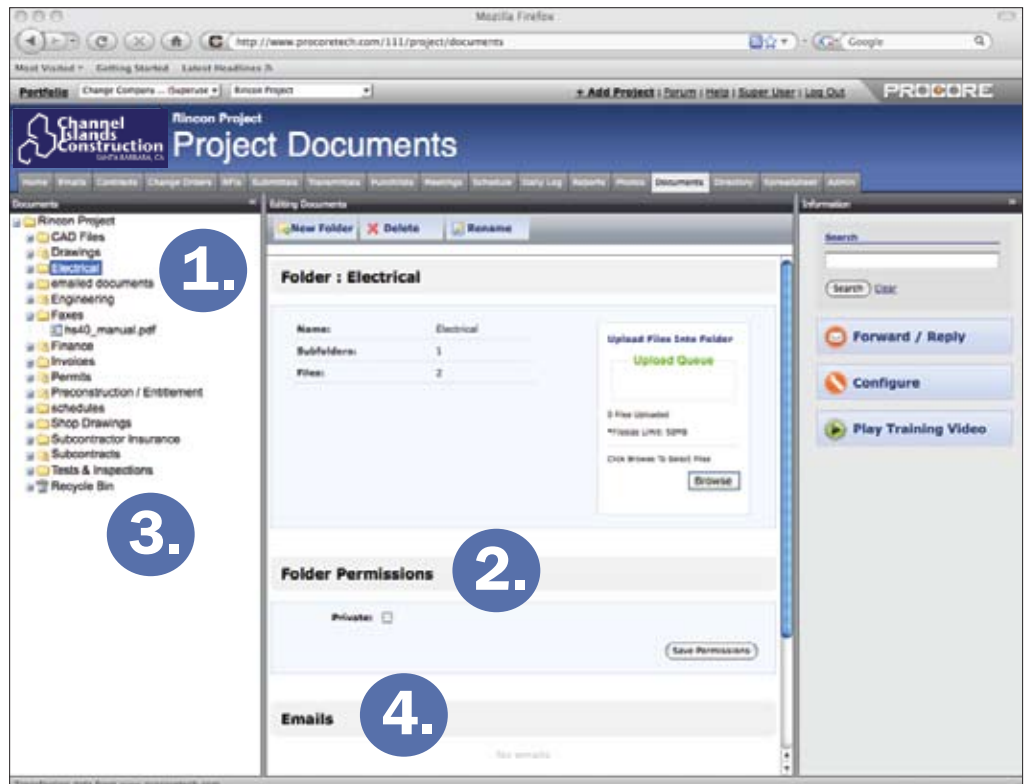 Mozilla Firefox
http://www.procoretech.com/111/project/documents
Google
Most Visited Getting Started Latest Headlines
Portfolio Rincon Project + Add Project | Forum | Help | Super User | Log Out PROCORE
Channel
Islands
Construction
SANTA BARBARA, CA
Rincon Project
Project Documents
Home Emails Contracts Change Orders RFIs Submittals Transmittals Punchlists Meetings Schedule Daily Log Reports Photos Documents Directory Admin
Documents
Editing Documents
Information
Rincon Project
CAD Files
Drawings
Electrical
emailed documents
Engineering
Faxes
hs40_manual.pdf
Finance
Invoices
Permits
Preconstruction / Entitlement
schedules
Shop Drawings
Subcontractor Insurance
Subcontracts
Tests & Inspections
Recycle Bin
1.
3.
New Folder Delete Rename
Folder : Electrical
Name: Electrical
Subfolders: 1
Files: 2
Upload Files Into Folder
Upload Queue
0 Files Uploaded
Click Browse To Select Files
Browse
Folder Permissions
2.
Private:
Save Permissions
Emails
4.
No emails
Search
Search Clear
Forward / Reply
Configure
Play Training Video